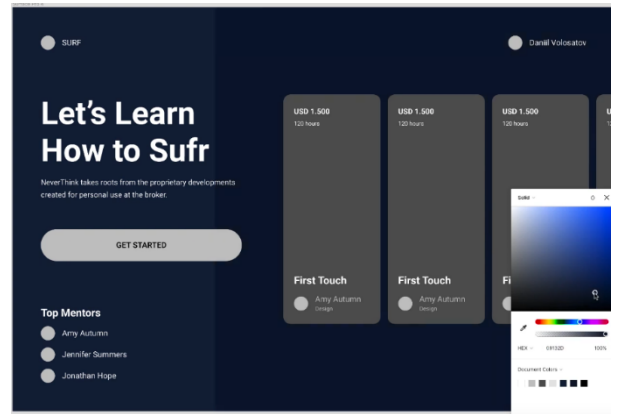 SURF
Daniil Volosatov
Let's Learn
How to Sufr
NeverThink takes roots from the proprietary developments
created for personal use at the broker.
GET STARTED
Top Mentors
Amy Autumn
Jennifer Summers
Jonathan Hope
USD 1.500
120 hours
First Touch
Amy Autumn
Design
USD 1.500
120 hours
First Touch
Amy Autumn
Design
USD 1.500
120 hours
Fi
U
HEX
100%
Document Colors